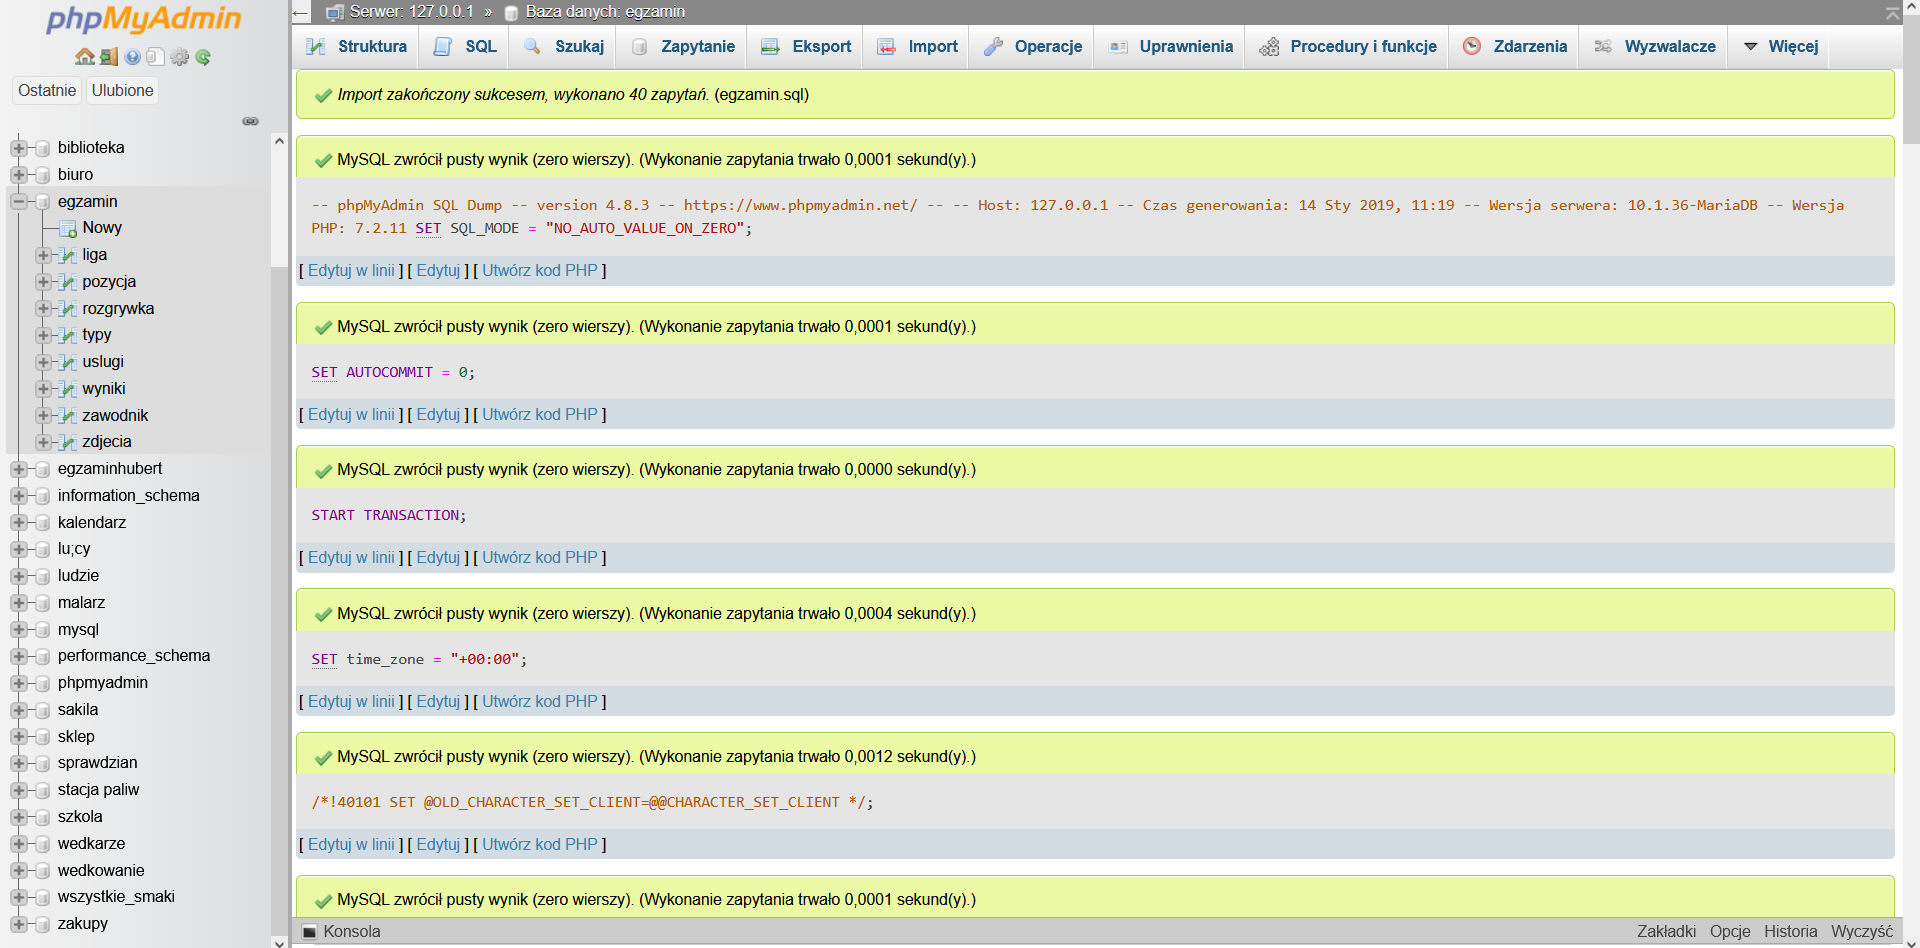 phpMyAdmin
Ostatnie Ulubione
biblioteka
biuro
egzamin
Nowy
liga
pozycja
rozgrywka
typy
uslugi
wyniki
zawodnik
zdjecia
egzaminhubert
information_schema
kalendarz
lu;cy
ludzie
malarz
mysql
performance_schema
phpmyadmin
sakila
sklep
sprawdzian
stacja paliw
szkola
wedkarze
wedkowanie
wszystkie_smaki
zakupy
Serwer: 127.0.0.1 » Baza danych: egzamin
Struktura SQL Szukaj Zapytanie Eksport Import Operacje Uprawnienia Procedury i funkcje Zdarzenia Wyzwalacze Więcej
Import zakończony sukcesem, wykonano 40 zapytań. (egzamin.sql)
MySQL zwrócił pusty wynik (zero wierszy). (Wykonanie zapytania trwało 0,0001 sekund(y).)
-- phpMyAdmin SQL Dump -- version 4.8.3 -- https://www.phpmyadmin.net/ -- -- Host: 127.0.0.1 -- Czas generowania: 14 Sty 2019, 11:19 -- Wersja serwera: 10.1.36-MariaDB -- Wersja
PHP: 7.2.11 SET SQL_MODE = "NO_AUTO_VALUE_ON_ZERO";
[ Edytuj w linii ] [ Edytuj ] [ Utwórz kod PHP ]
MySQL zwrócił pusty wynik (zero wierszy). (Wykonanie zapytania trwało 0,0001 sekund(y).)
SET AUTOCOMMIT = 0;
[ Edytuj w linii ] [ Edytuj ] [ Utwórz kod PHP ]
MySQL zwrócił pusty wynik (zero wierszy). (Wykonanie zapytania trwało 0,0000 sekund(y).)
START TRANSACTION;
[ Edytuj w linii ] [ Edytuj ] [ Utwórz kod PHP ]
MySQL zwrócił pusty wynik (zero wierszy). (Wykonanie zapytania trwało 0,0004 sekund(y).)
SET time_zone = "+00:00";
[ Edytuj w linii ] [ Edytuj ] [ Utwórz kod PHP ]
MySQL zwrócił pusty wynik (zero wierszy). (Wykonanie zapytania trwało 0,0012 sekund(y).)
/*!40101 SET @OLD_CHARACTER_SET_CLIENT=@@CHARACTER_SET_CLIENT */;
[ Edytuj w linii ] [ Edytuj ] [ Utwórz kod PHP ]
MySQL zwrócił pusty wynik (zero wierszy). (Wykonanie zapytania trwało 0,0001 sekund(y).)
Konsola Zakładki Opcje Historia Wyczyść